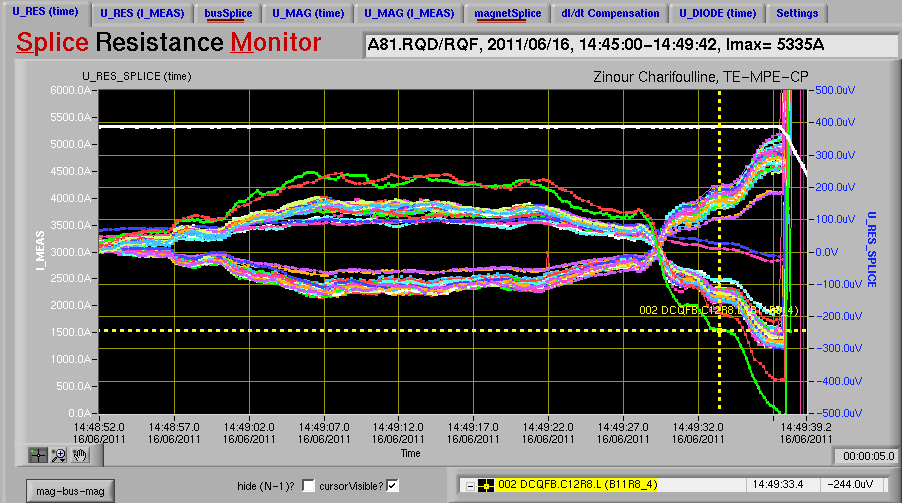 U_RES (time) U_RES (I_MEAS) busSplice U_MAG (time) U_MAG (I_MEAS) magnetSplice dI/dt Compensation U_DIODE (time) Settings
Splice Resistance Monitor
A81.RQD/RQF, 2011/06/16, 14:45:00-14:49:42, Imax= 5335A
U_RES_SPLICE (time)
Zinour Charifoulline, TE-MPE-CP
6000.0A
5500.0A
5000.0A
4500.0A
4000.0A
3500.0A
3000.0A
2500.0A
2000.0A
1500.0A
1000.0A
500.0A
0.0A
I_MEAS
500.0uV
400.0uV
300.0uV
200.0uV
100.0uV
0.0uV
-100.0uV
-200.0uV
-300.0uV
-400.0uV
-500.0uV
U_RES_SPLICE
002 DCQFB.C12R8.L (B11R8_4)
14:48:52.0 14:48:57.0 14:49:02.0 14:49:07.0 14:49:12.0 14:49:17.0 14:49:22.0 14:49:27.0 14:49:32.0 14:49:39.2
16/06/2011 16/06/2011 16/06/2011 16/06/2011 16/06/2011 16/06/2011 16/06/2011 16/06/2011 16/06/2011 16/06/2011
Time
00:00:05.0
mag-bus-mag
hide (N-1)? cursorVisible?
002 DCQFB.C12R8.L (B11R8_4) 14:49:33.4 -244.0uV